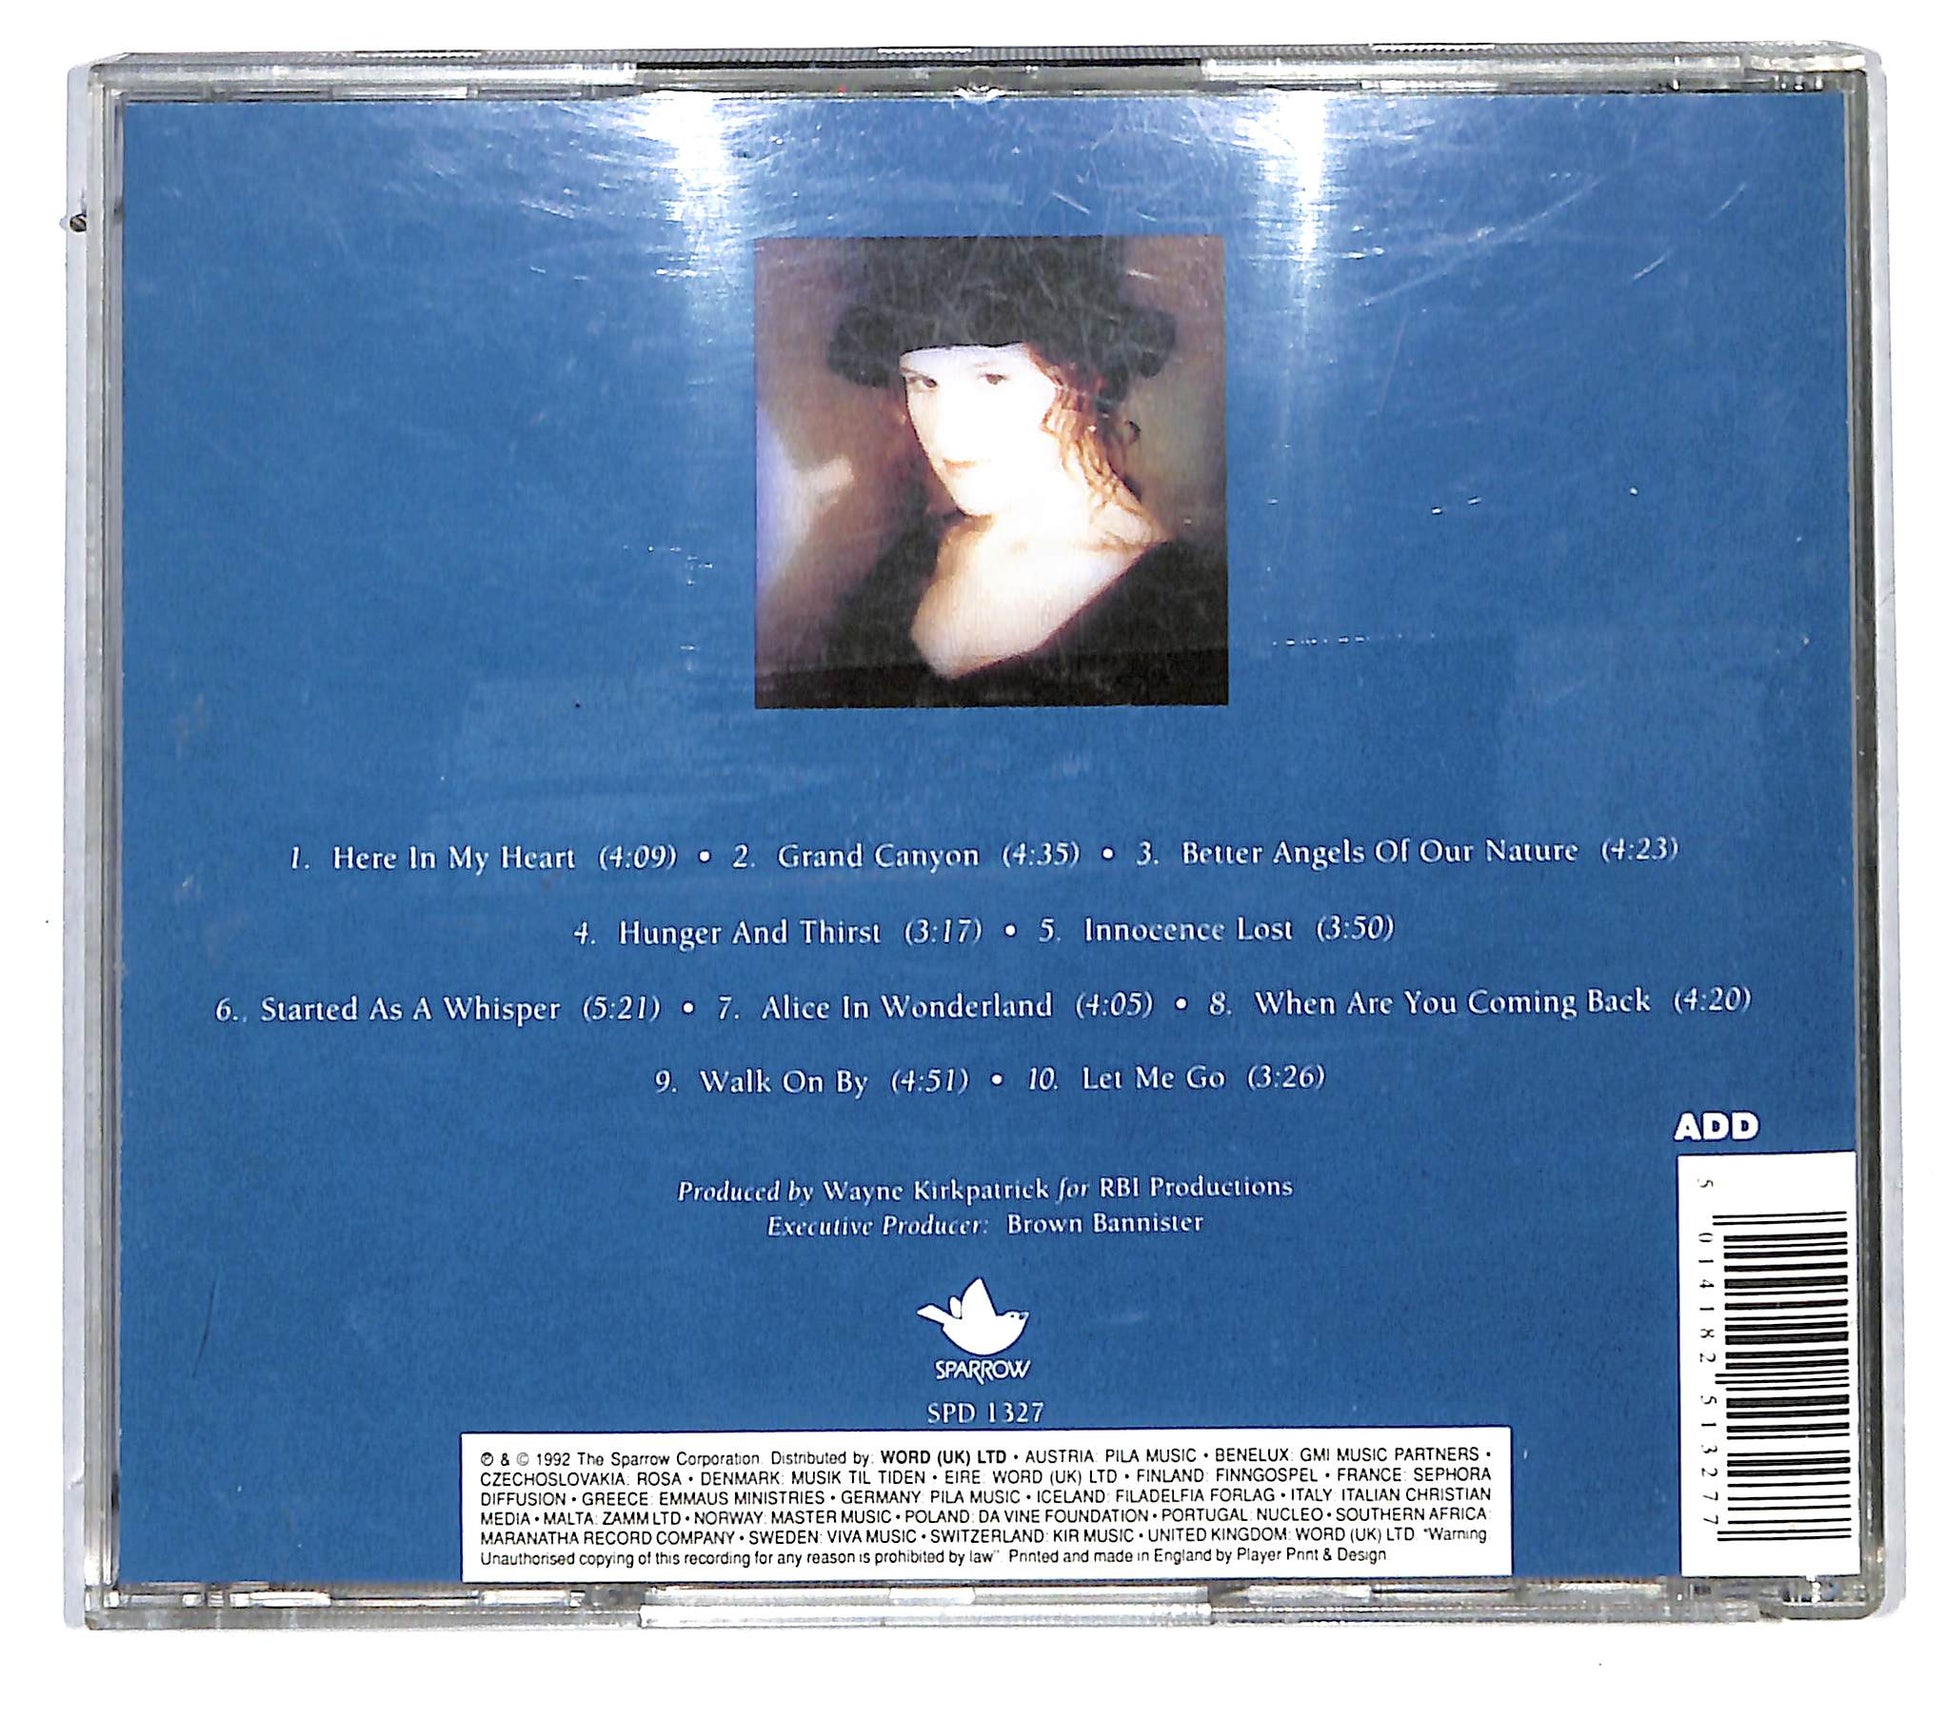 1. Here In My Heart (4:09) • 2. Grand Canyon (4:35) • 3. Better Angels Of Our Nature (4:23)
4. Hunger And Thirst (3:17) • 5. Innocence Lost (3:50)
6. Started As A Whisper (5:21) • 7. Alice In Wonderland (4:05) • 8. When Are You Coming Back (4:20)
9. Walk On By (4:51) • 10. Let Me Go (3:26)
ADD
Produced by Wayne Kirkpatrick for RBI Productions
Executive Producer: Brown Bannister
SPARROW
SPD 1327
5 014182 513277
℗ & © 1992 The Sparrow Corporation. Distributed by: WORD (UK) LTD • AUSTRIA: PILA MUSIC • BENELUX: GMI MUSIC PARTNERS •
CZECHOSLOVAKIA: ROSA • DENMARK: MUSIK TIL TIDEN • EIRE: WORD (UK) LTD • FINLAND: FINNGOSPEL • FRANCE: SEPHORA
DIFFUSION • GREECE: EMMAUS MINISTRIES • GERMANY: PILA MUSIC • ICELAND: FILADELFIA FORLAG • ITALY: ITALIAN CHRISTIAN
MEDIA • MALTA: ZAMM LTD • NORWAY: MASTER MUSIC • POLAND: DA VINE FOUNDATION • PORTUGAL: NUCLEO • SOUTHERN AFRICA:
MARANATHA RECORD COMPANY • SWEDEN: VIVA MUSIC • SWITZERLAND: KIR MUSIC • UNITED KINGDOM: WORD (UK) LTD. "Warning:
Unauthorised copying of this recording for any reason is prohibited by law". Printed and made in England by Player Print & Design